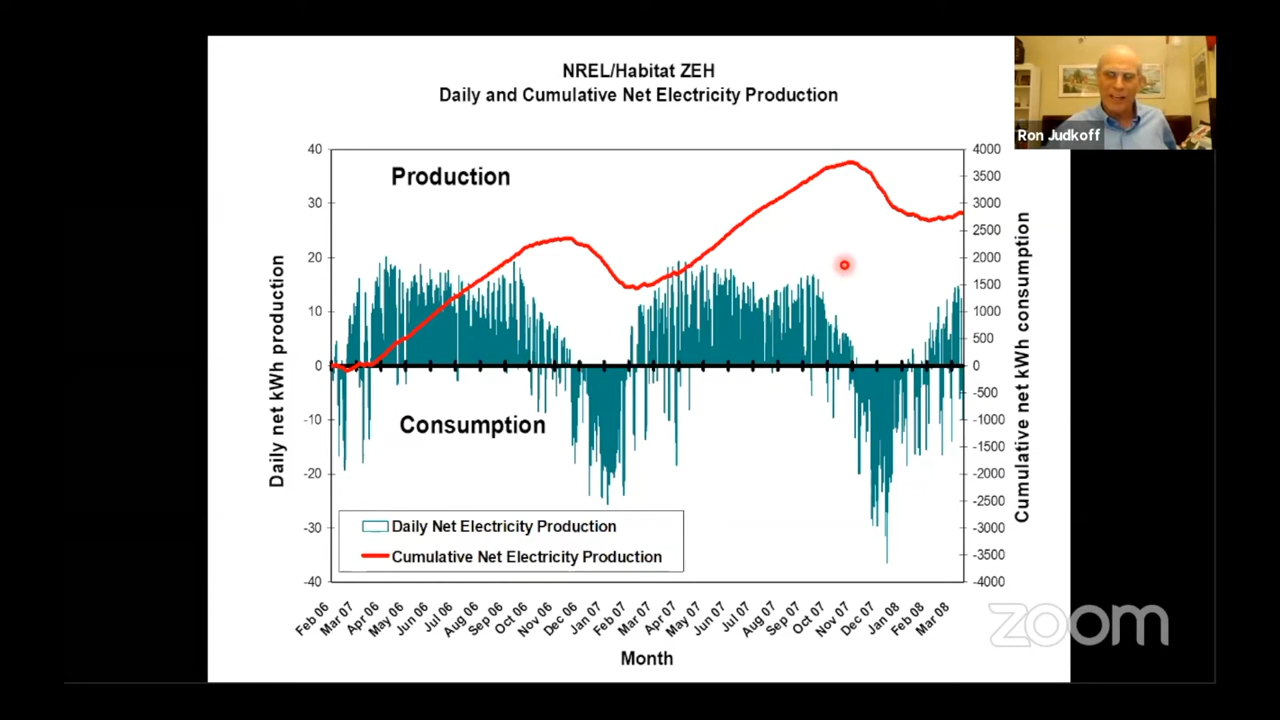 NREL/Habitat ZEH
Daily and Cumulative Net Electricity Production
Ron Judkoff
Production
Consumption
Daily net kWh production
40
30
20
10
0
-10
-20
-30
-40
4000
3500
3000
2500
2000
1500
1000
500
0
-500
-1000
-1500
-2000
-2500
-3000
-3500
-4000
Cumulative net kWh consumption
Daily Net Electricity Production
Cumulative Net Electricity Production
Feb 06
Mar 07
Apr 06
May 06
Jun 06
Jul 06
Aug 06
Sep 06
Oct 06
Nov 06
Dec 06
Jan 07
Feb 07
Mar 07
Apr 07
May 07
Jun 07
Jul 07
Aug 07
Sep 07
Oct 07
Nov 07
Dec 07
Jan 08
Feb 08
Mar 08
Month
zoom